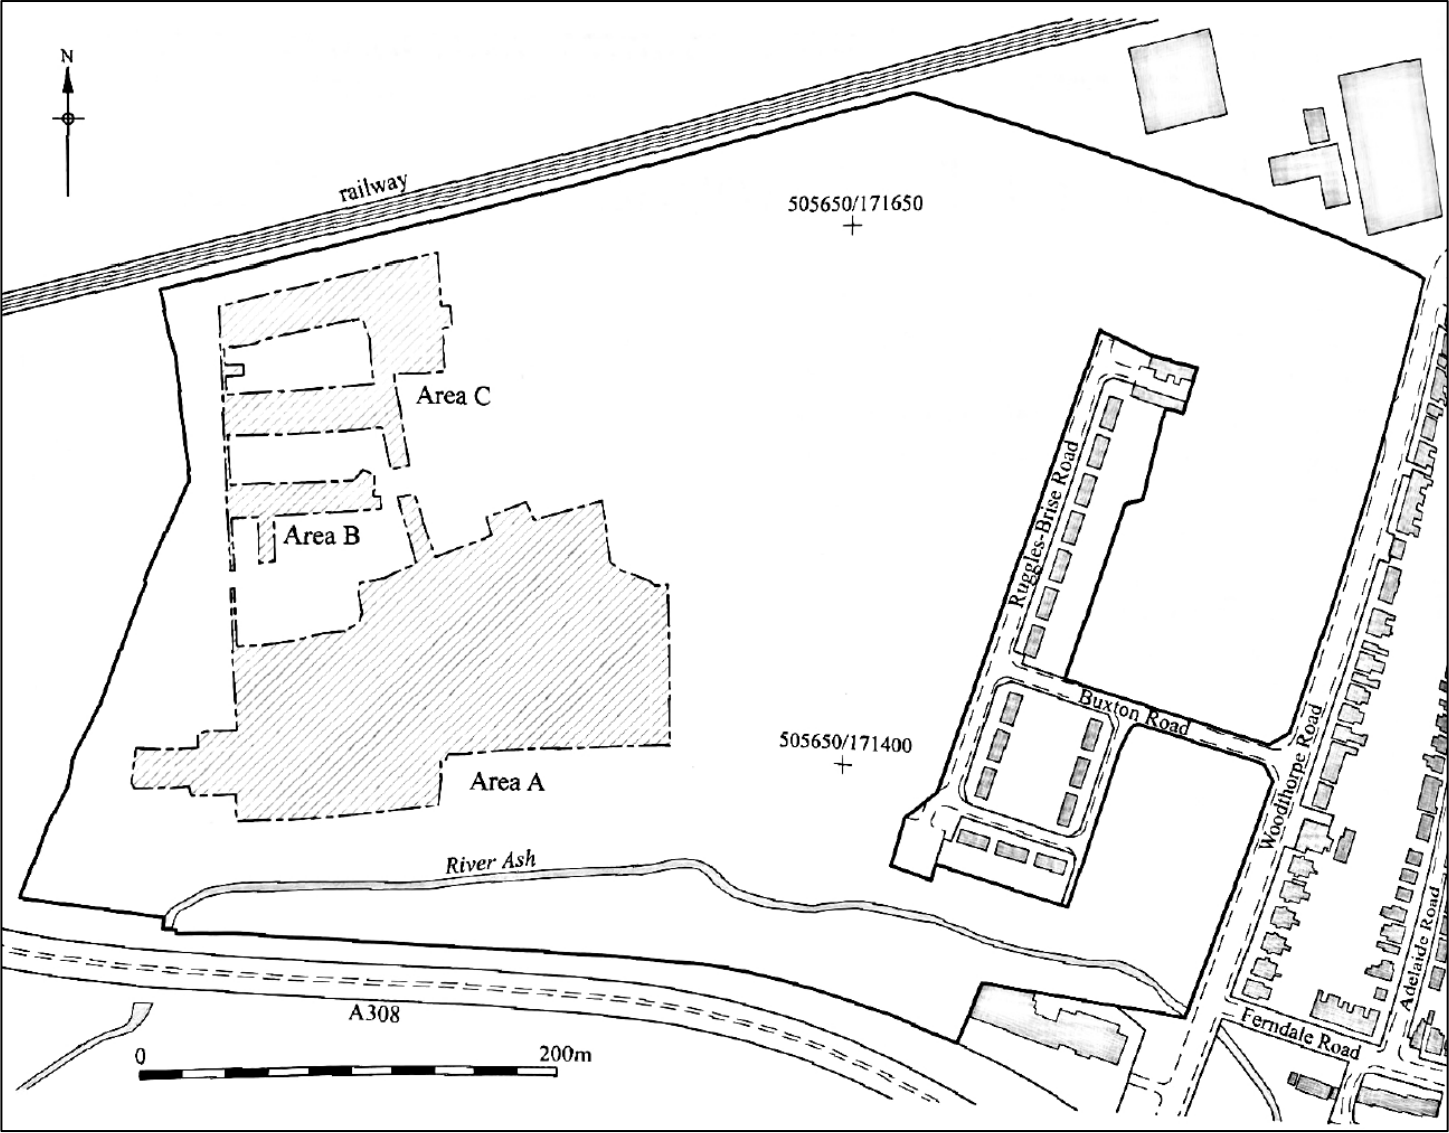 N
railway
505650/171650
Area C
Ruggles-Brise Road
Area B
Buxton Road
505650/171400
Woodthorpe Road
Area A
River Ash
Adelaide Road
A308
Ferndale Road
0 200m